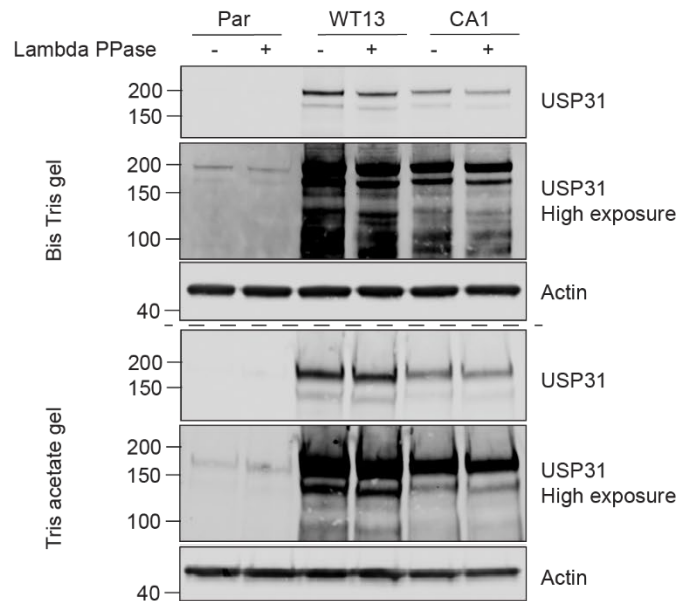 Par WT13 CA1
Lambda PPase - + - + - +
200
150
USP31
Bis Tris gel
200
150
100
USP31
High exposure
40
Actin
Tris acetate gel
200
150
USP31
200
150
100
USP31
High exposure
40
Actin